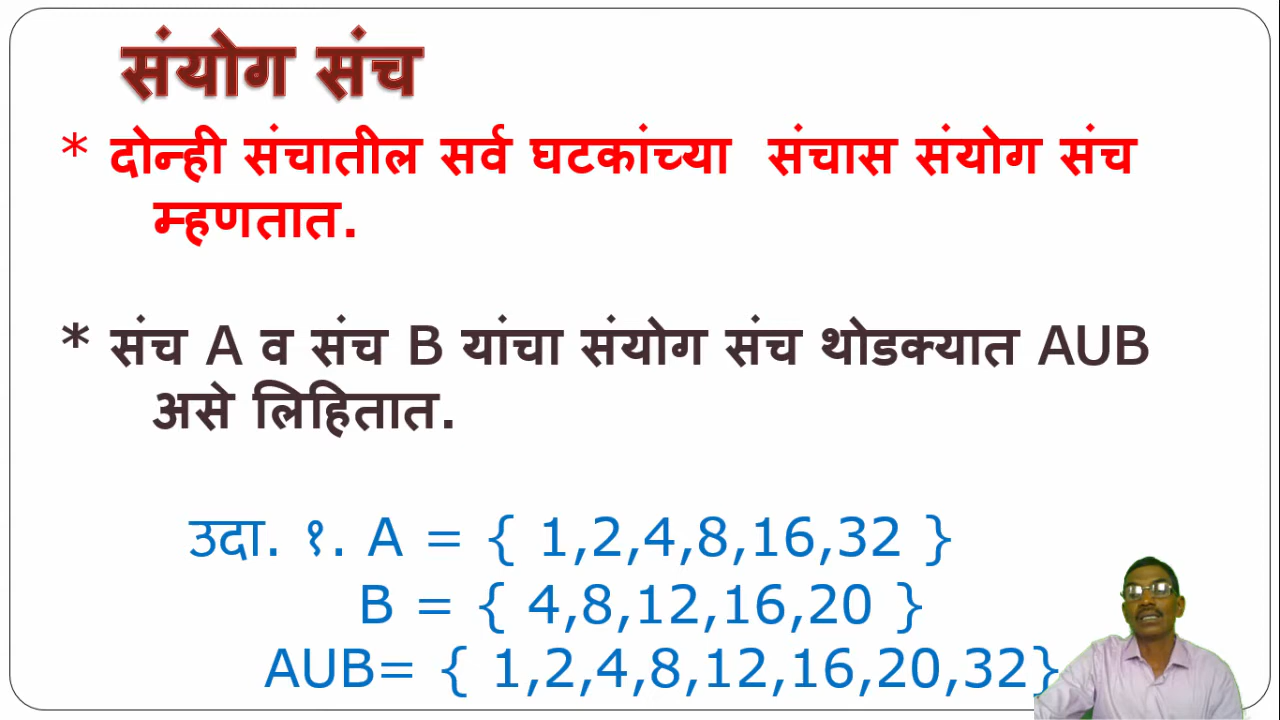 संयोग संच
* दोन्ही संचातील सर्व घटकांच्या संचास संयोग संच
म्हणतात.
* संच A व संच B यांचा संयोग संच थोडक्यात AUB
असे लिहितात.
उदा. १. A = { 1,2,4,8,16,32 }
B = { 4,8,12,16,20 }
AUB= { 1,2,4,8,12,16,20,32}